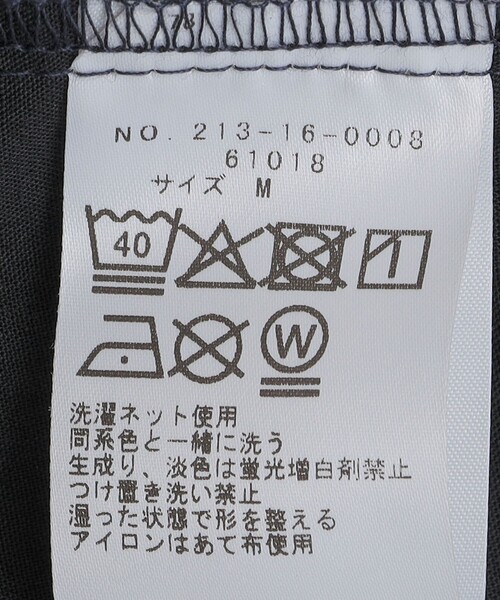 NO. 213-16-0008
61018
サイズ M
40
W
洗濯ネット使用
同系色と一緒に洗う
生成り、淡色は蛍光増白剤禁止
つけ置き洗い禁止
湿った状態で形を整える
アイロンはあて布使用